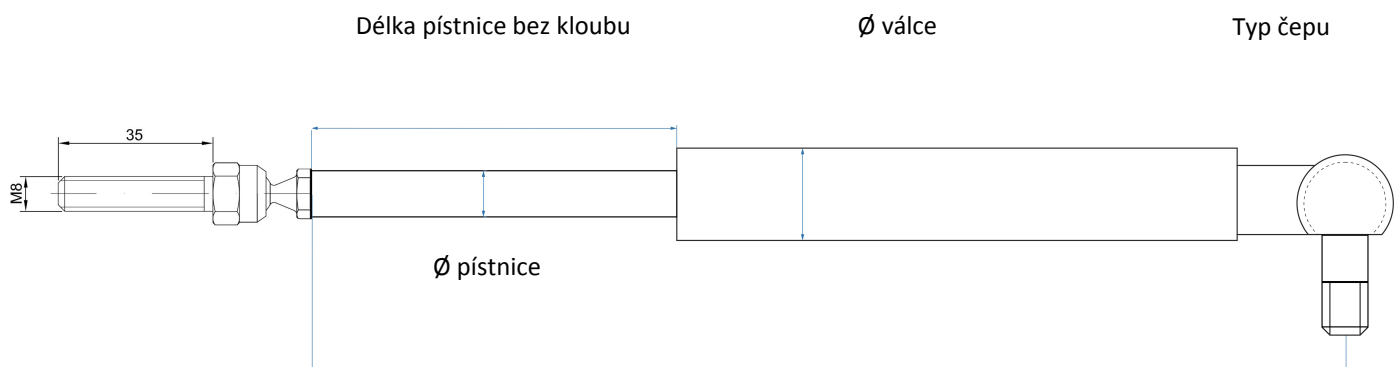 Délka pístnice bez kloubu
Ø válce
Typ čepu
35
M8
Ø pístnice